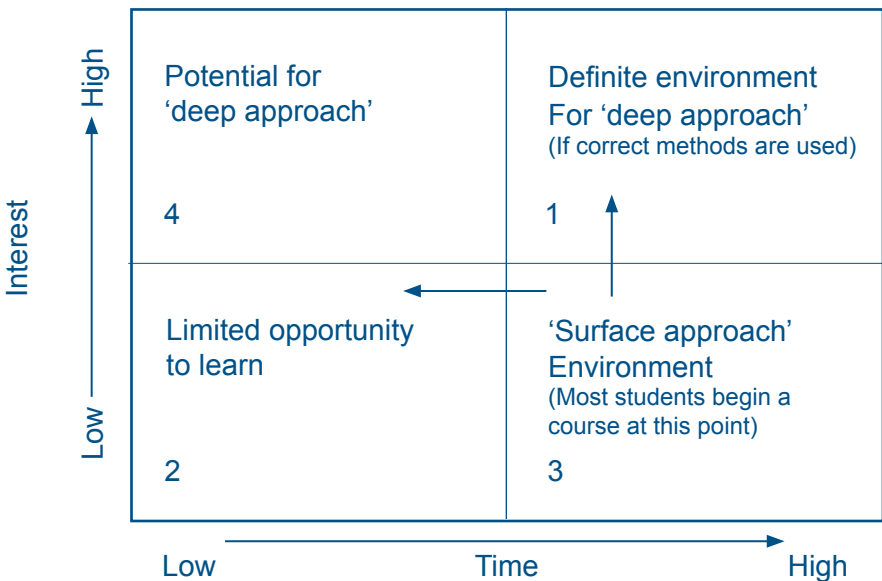 High
Interest
Low
Potential for
‘deep approach’
4
Definite environment
For ‘deep approach’
(If correct methods are used)
1
Limited opportunity
to learn
2
‘Surface approach’
Environment
(Most students begin a
course at this point)
3
Low
Time
High